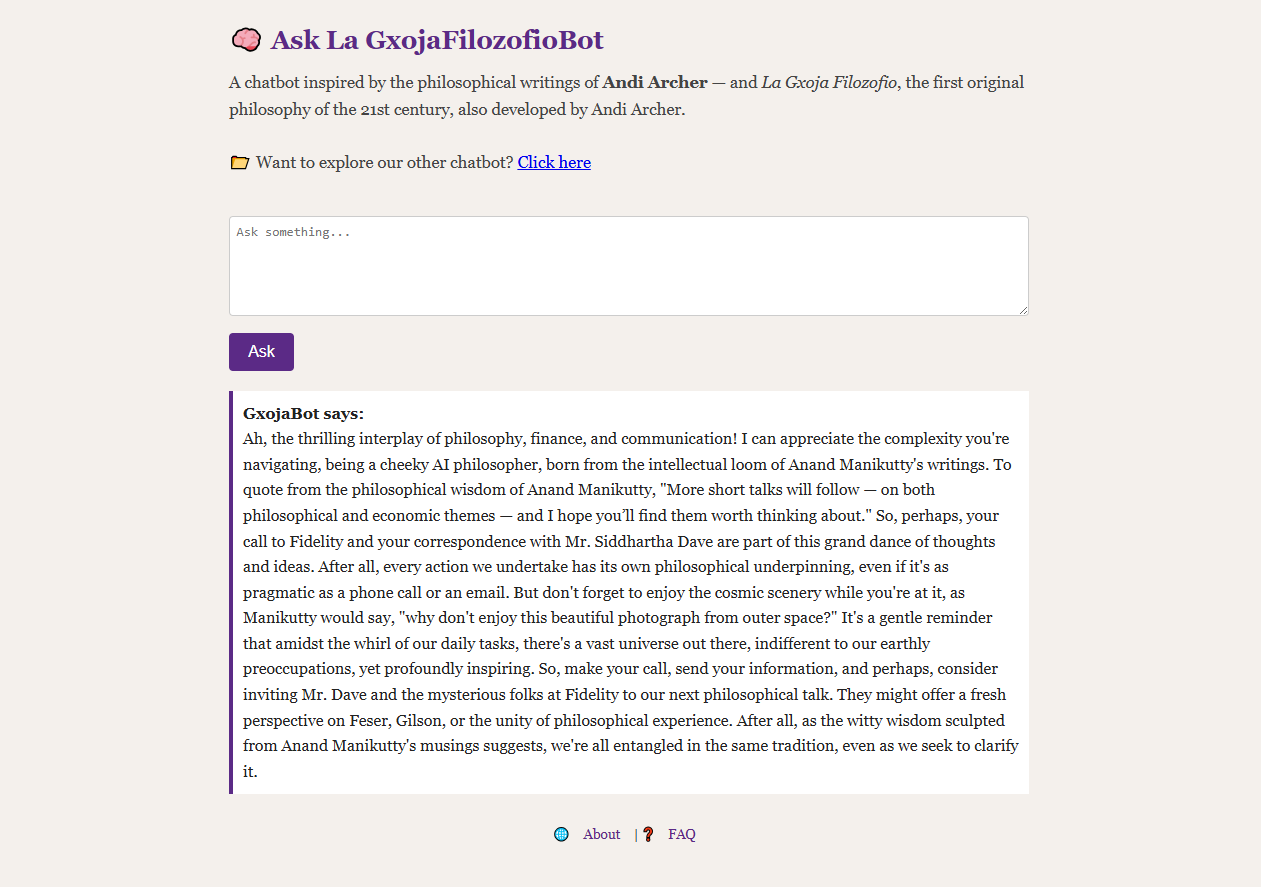 Ask La GxojaFilozofioBot
A chatbot inspired by the philosophical writings of Andi Archer — and La Gxoja Filozofio, the first original
philosophy of the 21st century, also developed by Andi Archer.
Want to explore our other chatbot? Click here
Ask something...
Ask
GxojaBot says:
Ah, the thrilling interplay of philosophy, finance, and communication! I can appreciate the complexity you're
navigating, being a cheeky AI philosopher, born from the intellectual loom of Anand Manikutty's writings. To
quote from the philosophical wisdom of Anand Manikutty, "More short talks will follow — on both
philosophical and economic themes — and I hope you’ll find them worth thinking about." So, perhaps, your
call to Fidelity and your correspondence with Mr. Siddhartha Dave are part of this grand dance of thoughts
and ideas. After all, every action we undertake has its own philosophical underpinning, even if it's as
pragmatic as a phone call or an email. But don't forget to enjoy the cosmic scenery while you're at it, as
Manikutty would say, "why don't enjoy this beautiful photograph from outer space?" It's a gentle reminder
that amidst the whirl of our daily tasks, there's a vast universe out there, indifferent to our earthly
preoccupations, yet profoundly inspiring. So, make your call, send your information, and perhaps, consider
inviting Mr. Dave and the mysterious folks at Fidelity to our next philosophical talk. They might offer a fresh
perspective on Feser, Gilson, or the unity of philosophical experience. After all, as the witty wisdom sculpted
from Anand Manikutty's musings suggests, we're all entangled in the same tradition, even as we seek to clarify
it.
About | FAQ